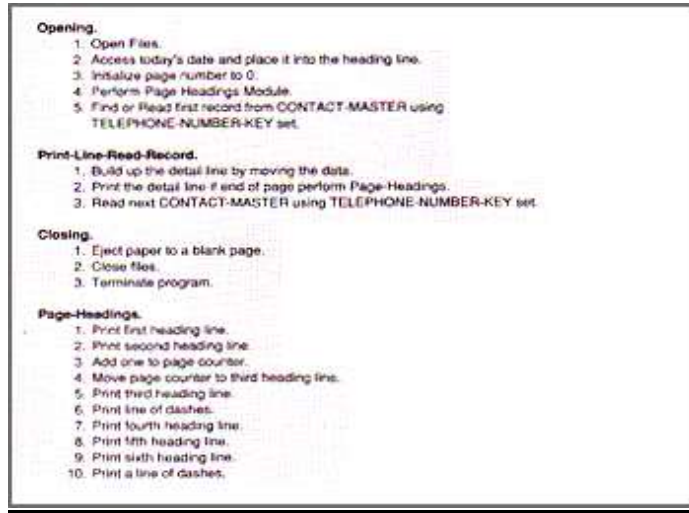 Opening.
1. Open Files.
2. Access today's date and place it into the heading line.
3. Initialize page number to 0.
4. Perform Page Headings Module.
5. Find or Read first record from CONTACT-MASTER using
TELEPHONE-NUMBER-KEY set.
Print-Line-Read-Record.
1. Build up the detail line by moving the data.
2. Print the detail line if end of page perform Page-Headings.
3. Read next CONTACT-MASTER using TELEPHONE-NUMBER-KEY set.
Closing.
1. Eject paper to a blank page.
2. Close files.
3. Terminate program.
Page-Headings.
1. Print first heading line.
2. Print second heading line.
3. Add one to page counter.
4. Move page counter to third heading line.
5. Print third heading line.
6. Print line of dashes.
7. Print fourth heading line.
8. Print fifth heading line.
9. Print sixth heading line.
10. Print a line of dashes.